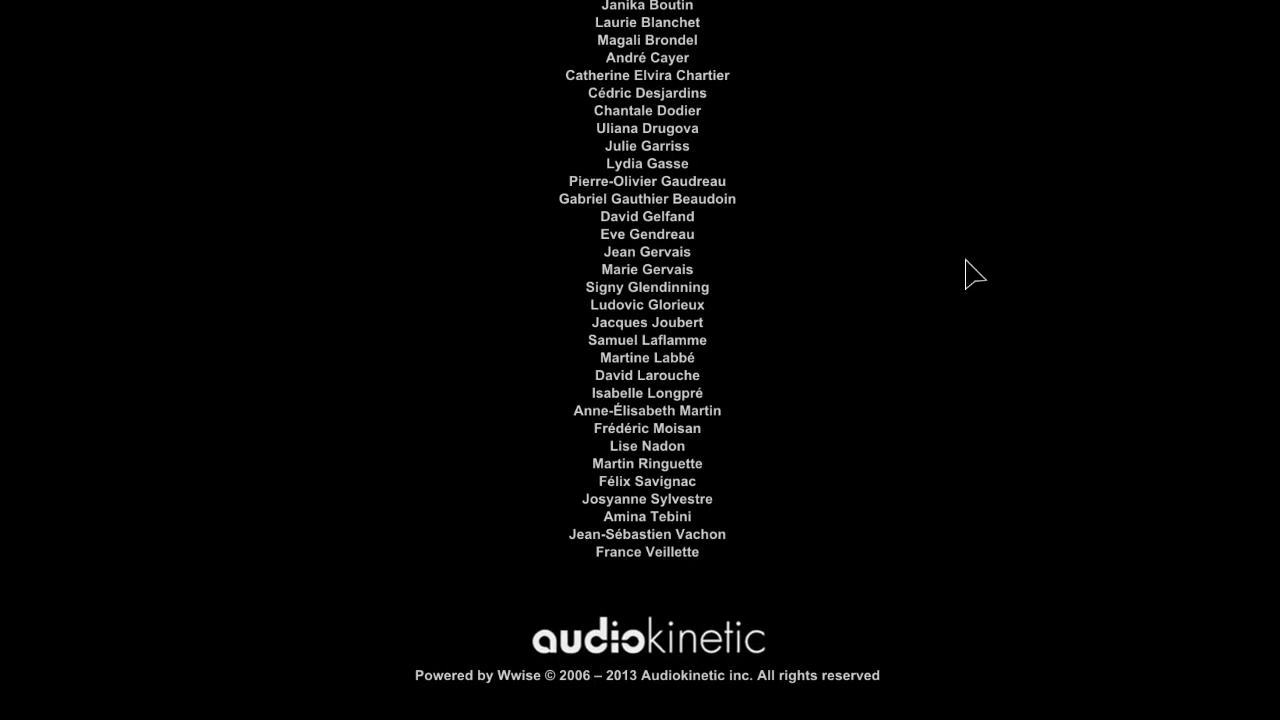 Janika Boutin
Laurie Blanchet
Magali Brondel
André Cayer
Catherine Elvira Chartier
Cédric Desjardins
Chantale Dodier
Uliana Drugova
Julie Garriss
Lydia Gasse
Pierre-Olivier Gaudreau
Gabriel Gauthier Beaudoin
David Gelfand
Eve Gendreau
Jean Gervais
Marie Gervais
Signy Glendinning
Ludovic Glorieux
Jacques Joubert
Samuel Laflamme
Martine Labbé
David Larouche
Isabelle Longpré
Anne-Élisabeth Martin
Frédéric Moisan
Lise Nadon
Martin Ringuette
Félix Savignac
Josyanne Sylvestre
Amina Tebini
Jean-Sébastien Vachon
France Veillette
audiokinetic
Powered by Wwise © 2006 – 2013 Audiokinetic inc. All rights reserved